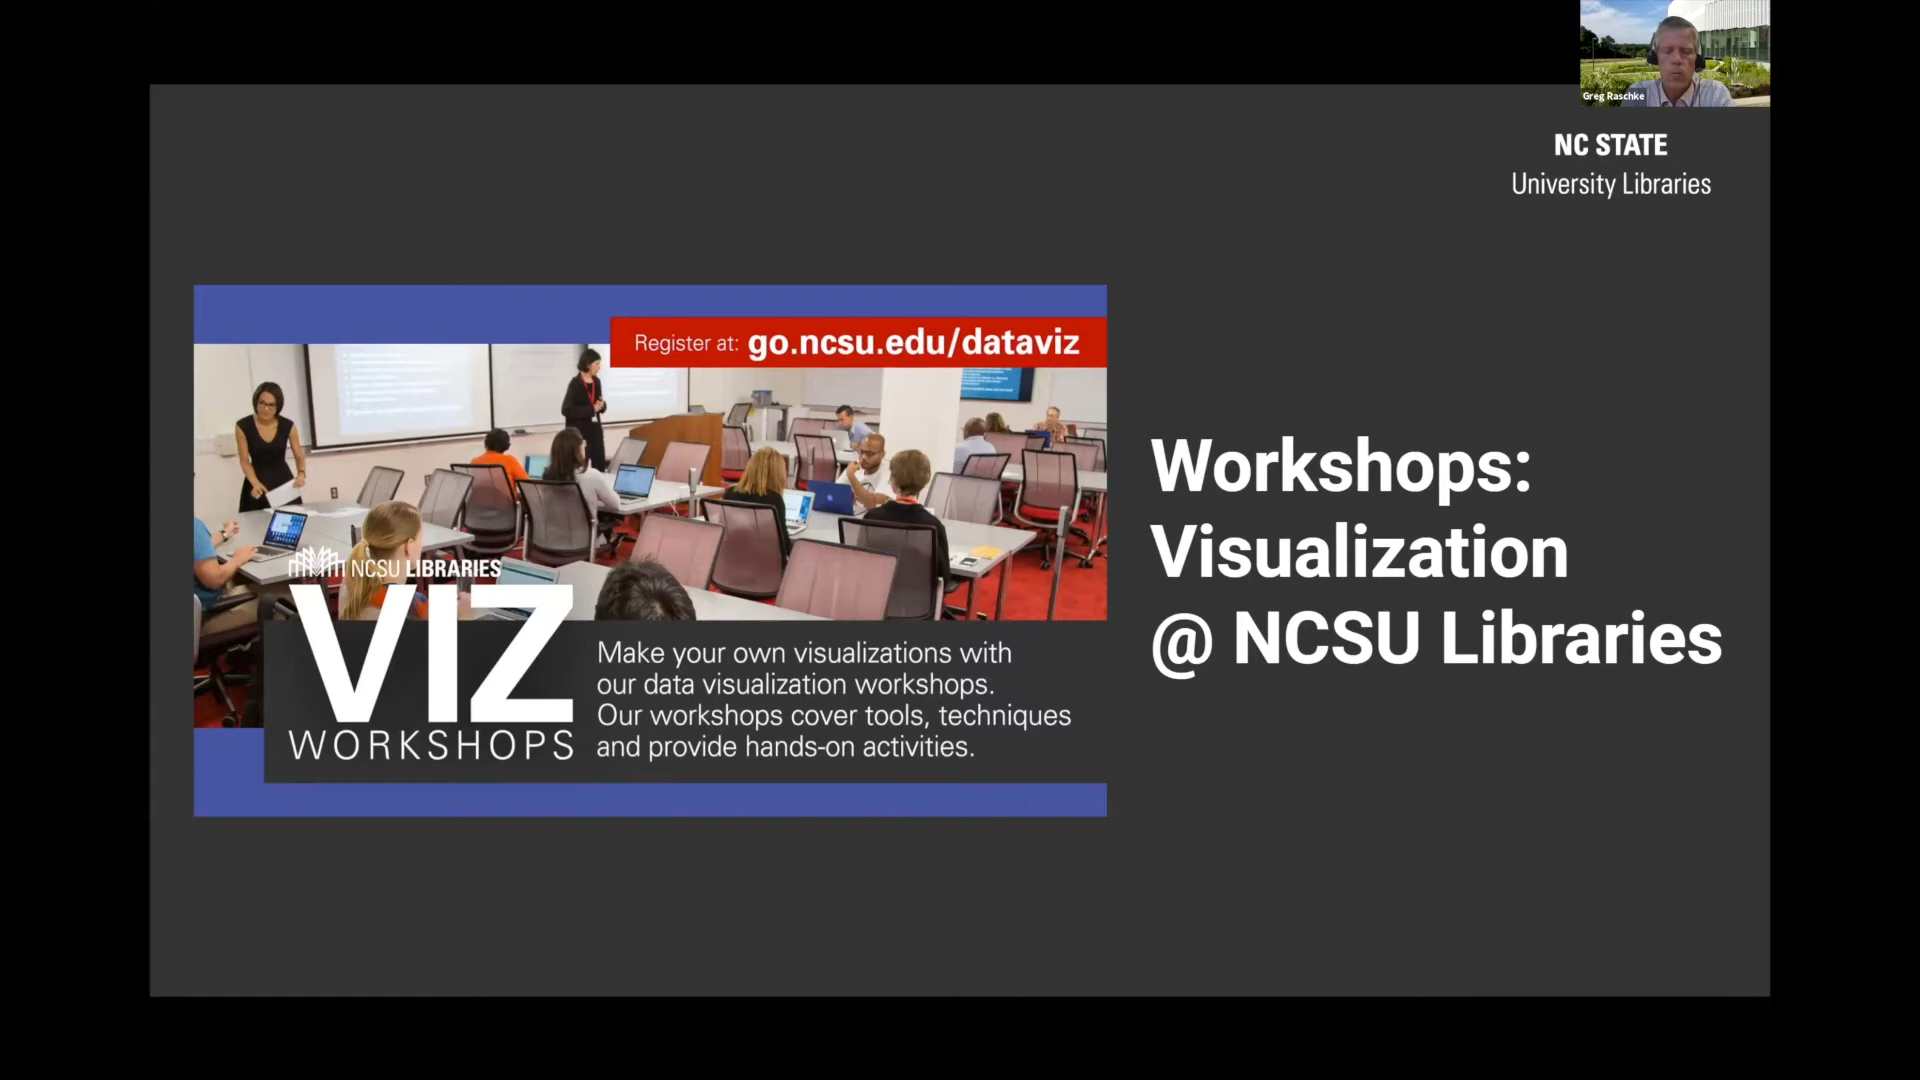 Greg Raschke
NC STATE
University Libraries
Register at: go.ncsu.edu/dataviz
NCSU LIBRARIES
VIZ
WORKSHOPS
Make your own visualizations with
our data visualization workshops.
Our workshops cover tools, techniques
and provide hands-on activities.
Workshops:
Visualization
@ NCSU Libraries